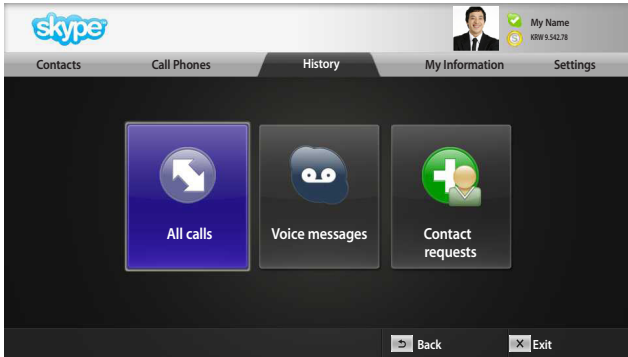 skype
My Name
KRW 9.542.78
Contacts Call Phones History My Information Settings
All calls Voice messages Contact
requests
Back Exit